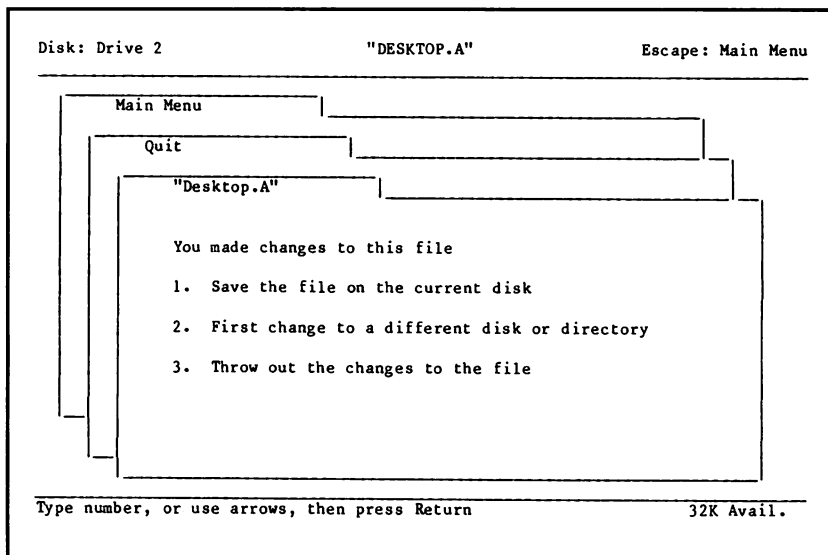 Disk: Drive 2 "DESKTOP.A" Escape: Main Menu
Main Menu
Quit
"Desktop.A"
You made changes to this file
1. Save the file on the current disk
2. First change to a different disk or directory
3. Throw out the changes to the file
Type number, or use arrows, then press Return 32K Avail.